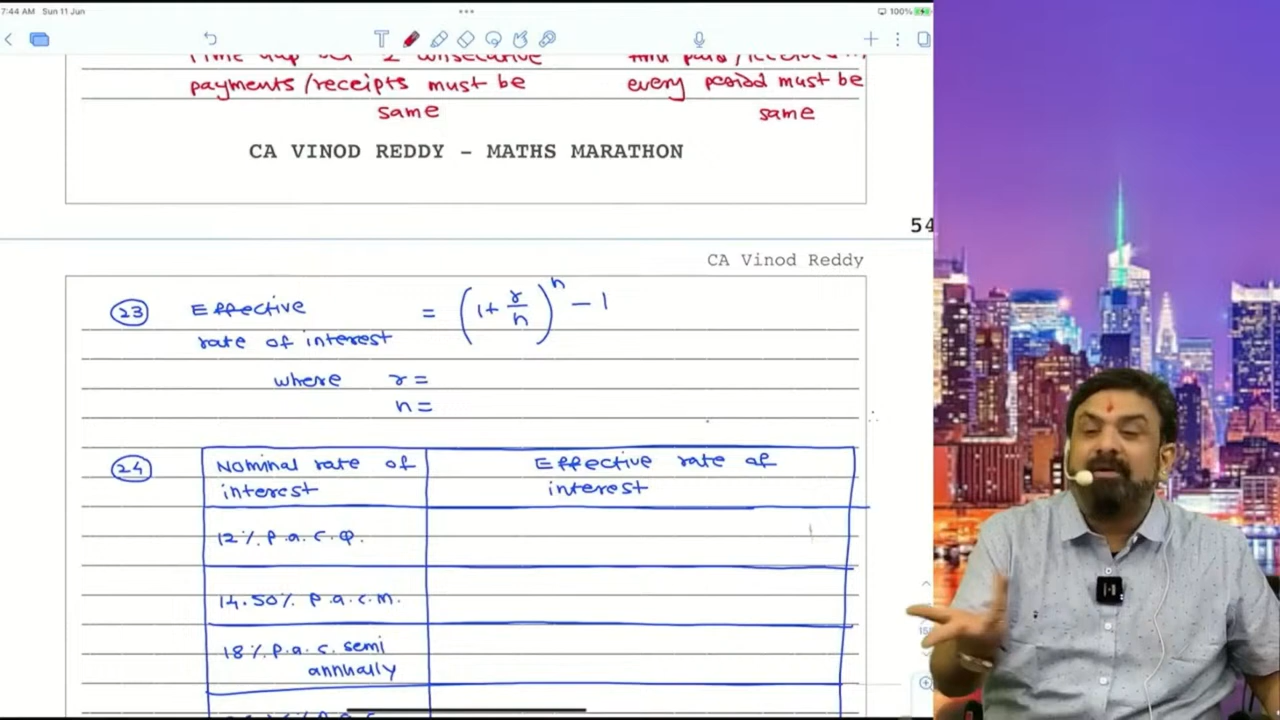 7:44 AM Sun 11 Jun
100%
payments/receipts must be
same
every period must be
same
CA VINOD REDDY - MATHS MARATHON
54
CA Vinod Reddy
23 Effective rate of interest = (1+ r/n)^n - 1
where r =
n =
24
Nominal rate of interest
Effective rate of interest
12% p.a.c.q.
14.50% p.a.c.m.
18% p.a.c. semi annually